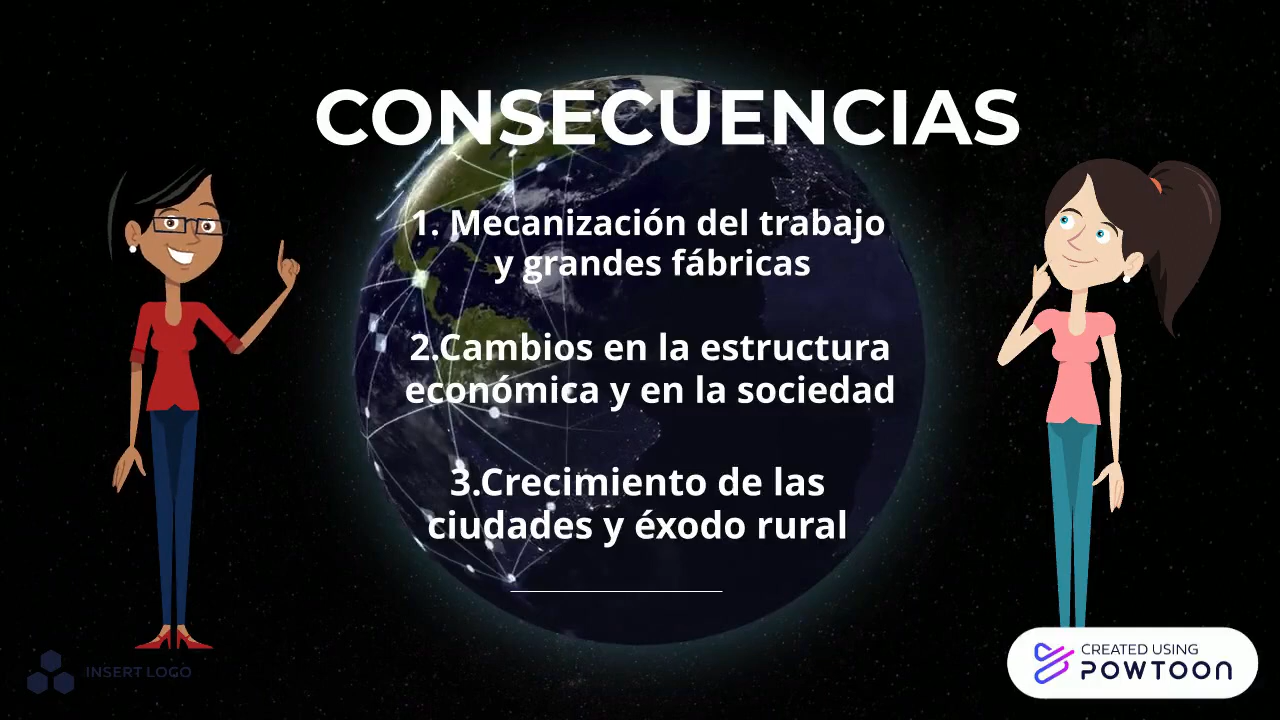 CONSECUENCIAS
1. Mecanización del trabajo
y grandes fábricas
2.Cambios en la estructura
económica y en la sociedad
3.Crecimiento de las
ciudades y éxodo rural
INSERT LOGO
CREATED USING
POWTOON